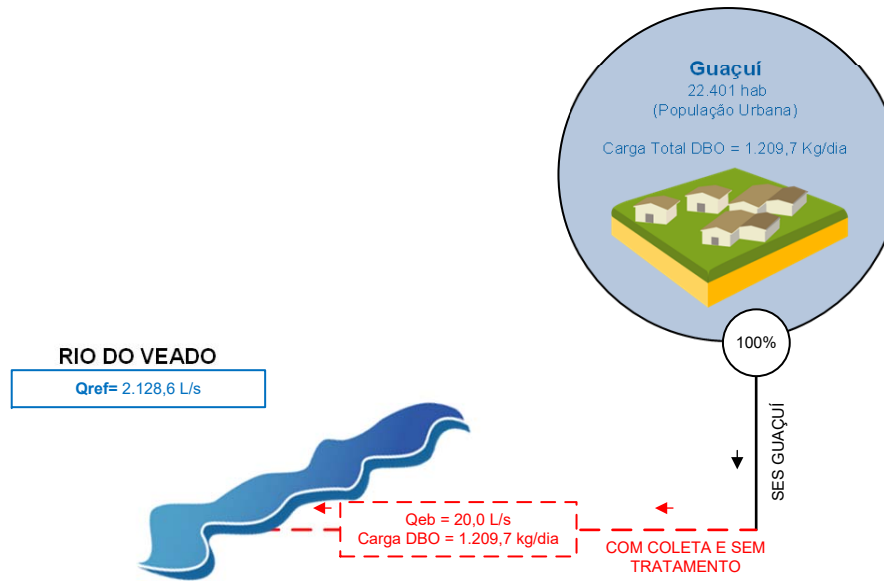 Guaçuí
22.401 hab
(População Urbana)
Carga Total DBO = 1.209,7 Kg/dia
100%
RIO DO VEADO
Qref= 2.128,6 L/s
SES GUAÇUÍ
Qeb = 20,0 L/s
Carga DBO = 1.209,7 kg/dia
COM COLETA E SEM
TRATAMENTO